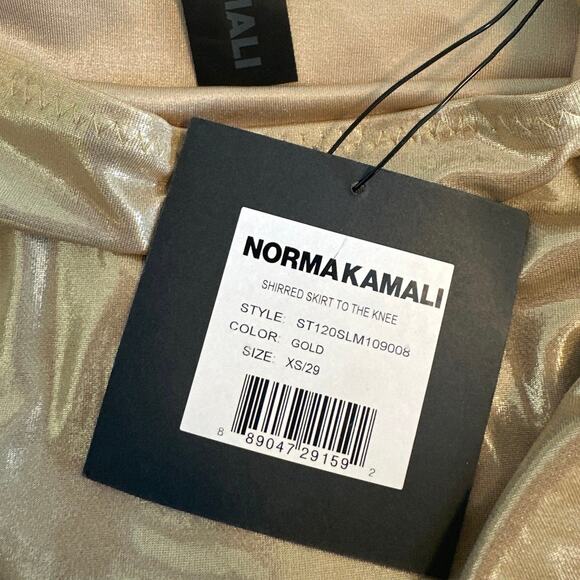 MALI
NORMA KAMALI
SHIRRED SKIRT TO THE KNEE
STYLE: ST120SLM109008
COLOR: GOLD
SIZE: XS/29
8 89047 29159 2